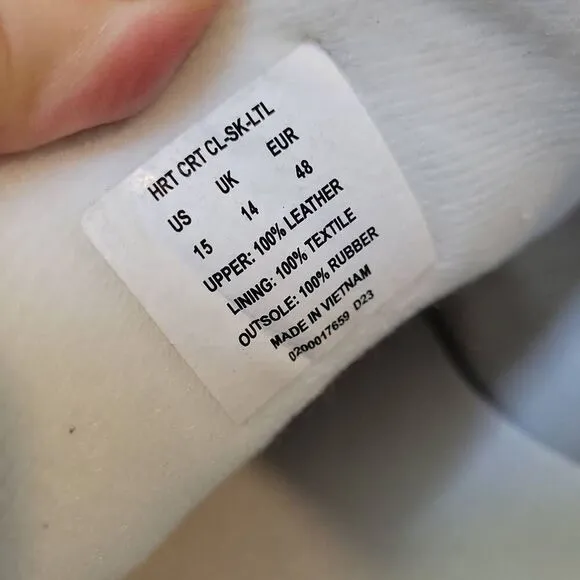 HRT CRT CL-SK-LTL
US UK EUR
15 14 48
UPPER: 100% LEATHER
LINING: 100% TEXTILE
OUTSOLE: 100% RUBBER
MADE IN VIETNAM
0200017659 D23